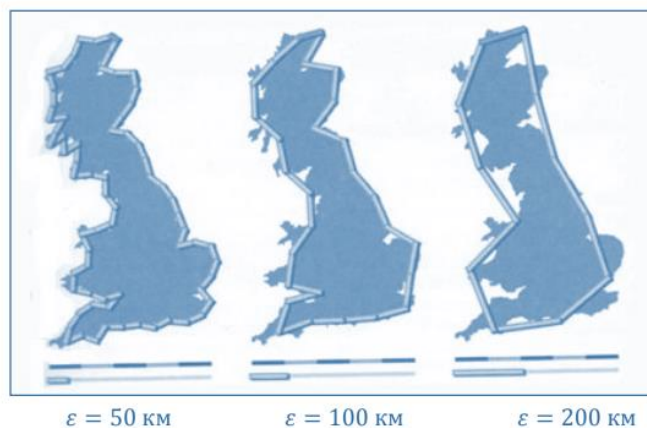 ε = 50 км
ε = 100 км
ε = 200 км